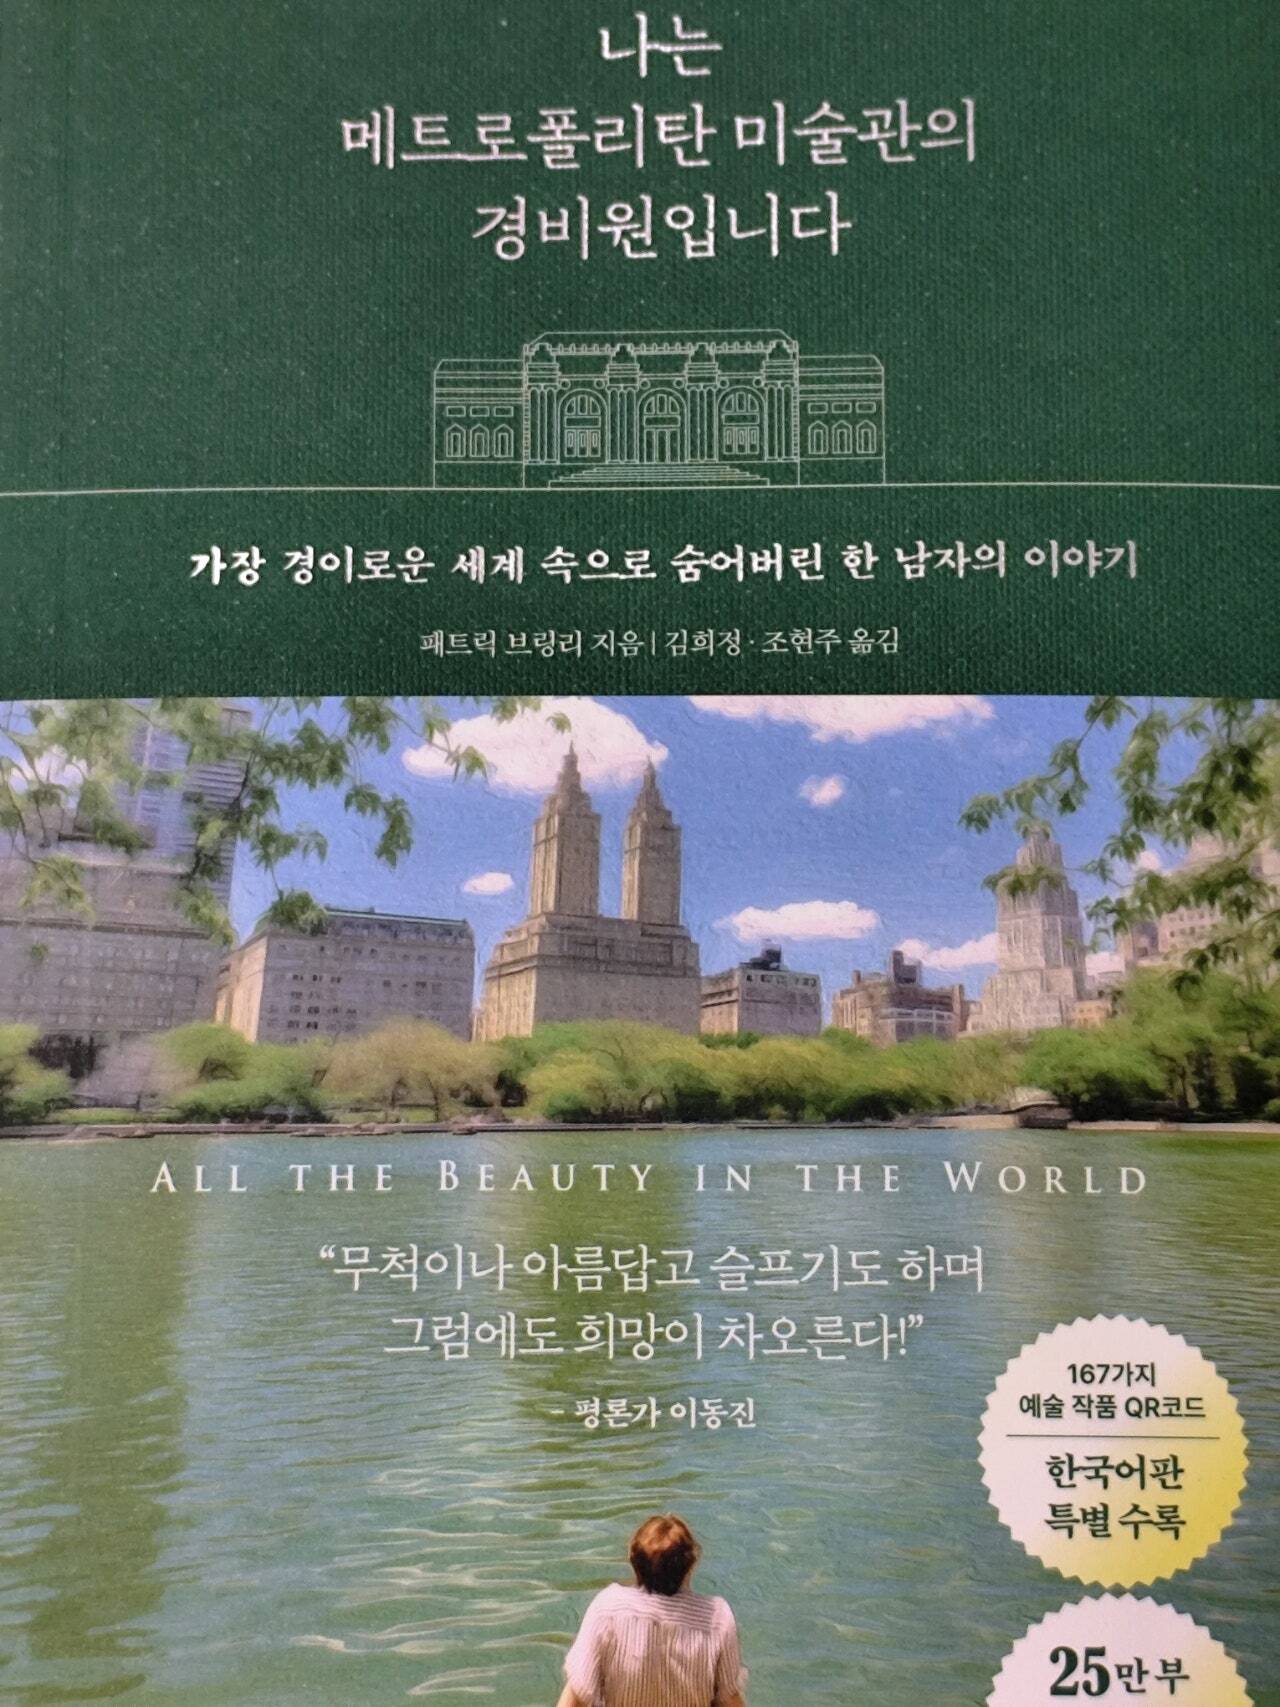 나는
메트로폴리탄 미술관의
경비원입니다
가장 경이로운 세계 속으로 숨어버린 한 남자의 이야기
패트릭 브링리 지음 | 김희정 · 조현주 옮김
ALL THE BEAUTY IN THE WORLD
“무척이나 아름답고 슬프기도 하며
그럼에도 희망이 차오른다!”
- 평론가 이동진
167가지
예술 작품 QR코드
한국어판
특별 수록
25만 부